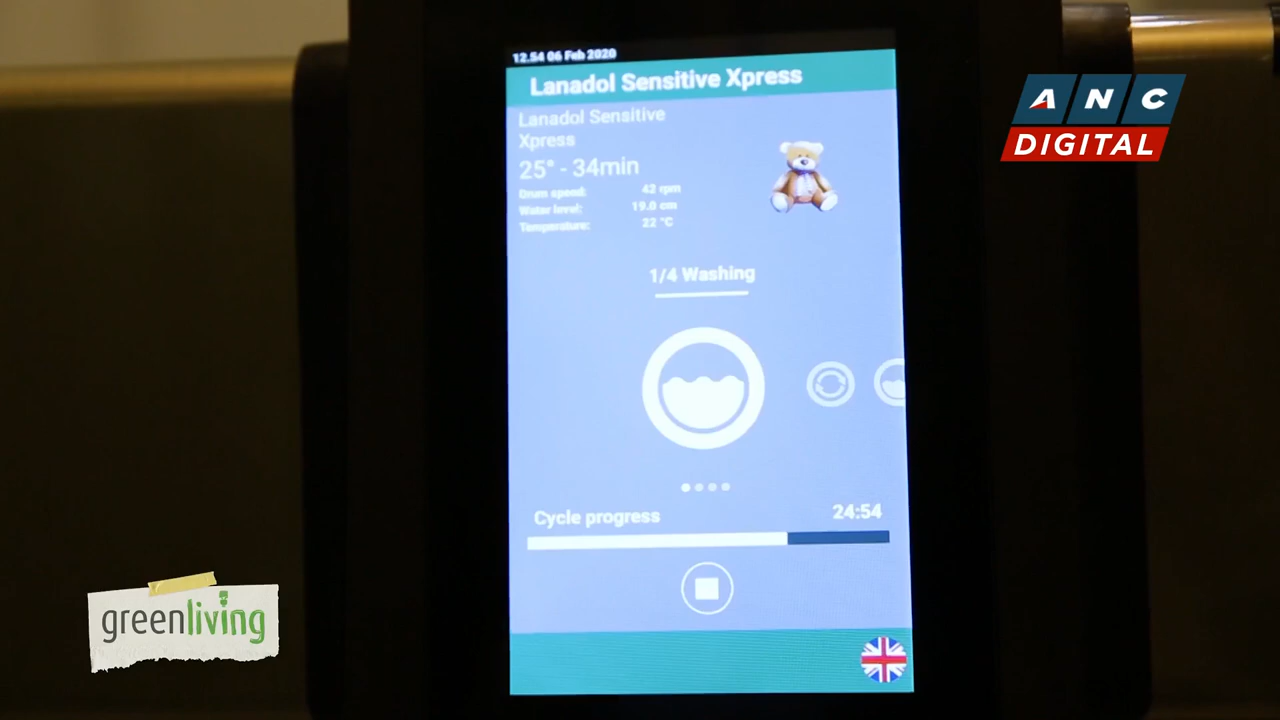 12.54 06 Feb 2020
Lanadol Sensitive Xpress
Lanadol Sensitive
Xpress
25° - 34min
Drum speed: 42 rpm
Water level: 19.0 cm
Temperature: 22 °C
1/4 Washing
Cycle progress 24:54
ANC
DIGITAL
greenliving